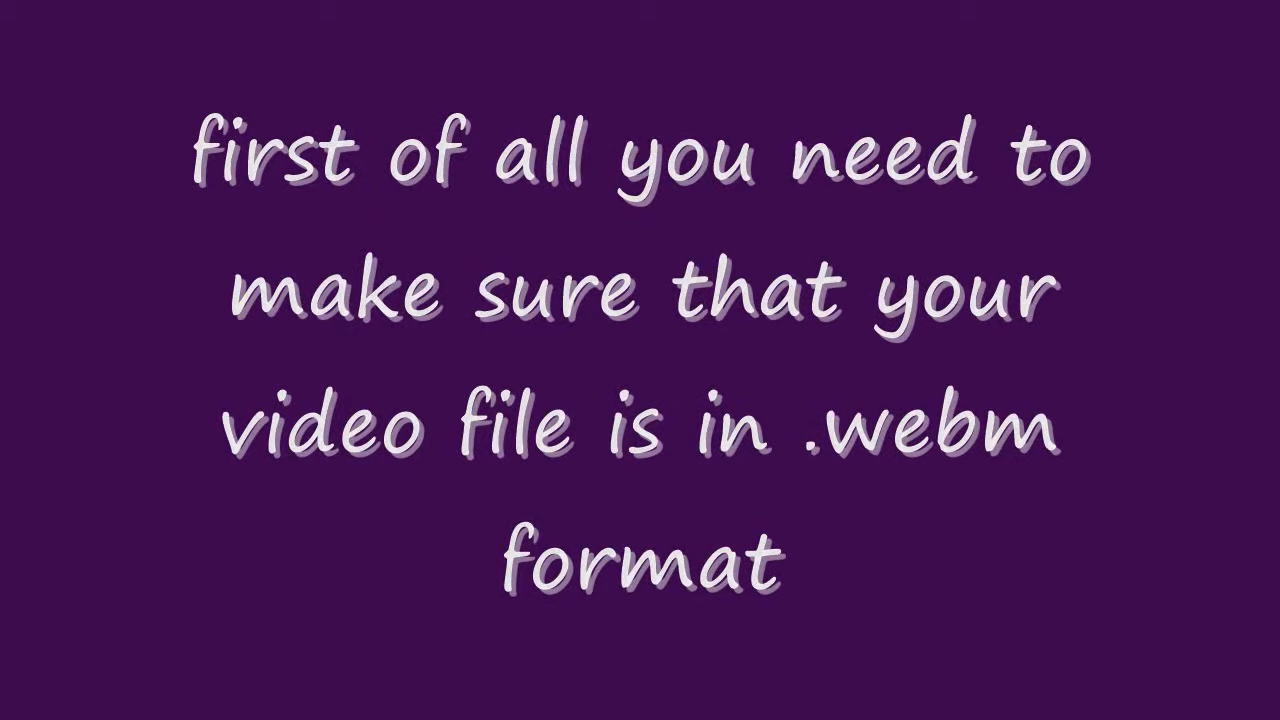 first of all you need to
make sure that your
video file is in .webm
format